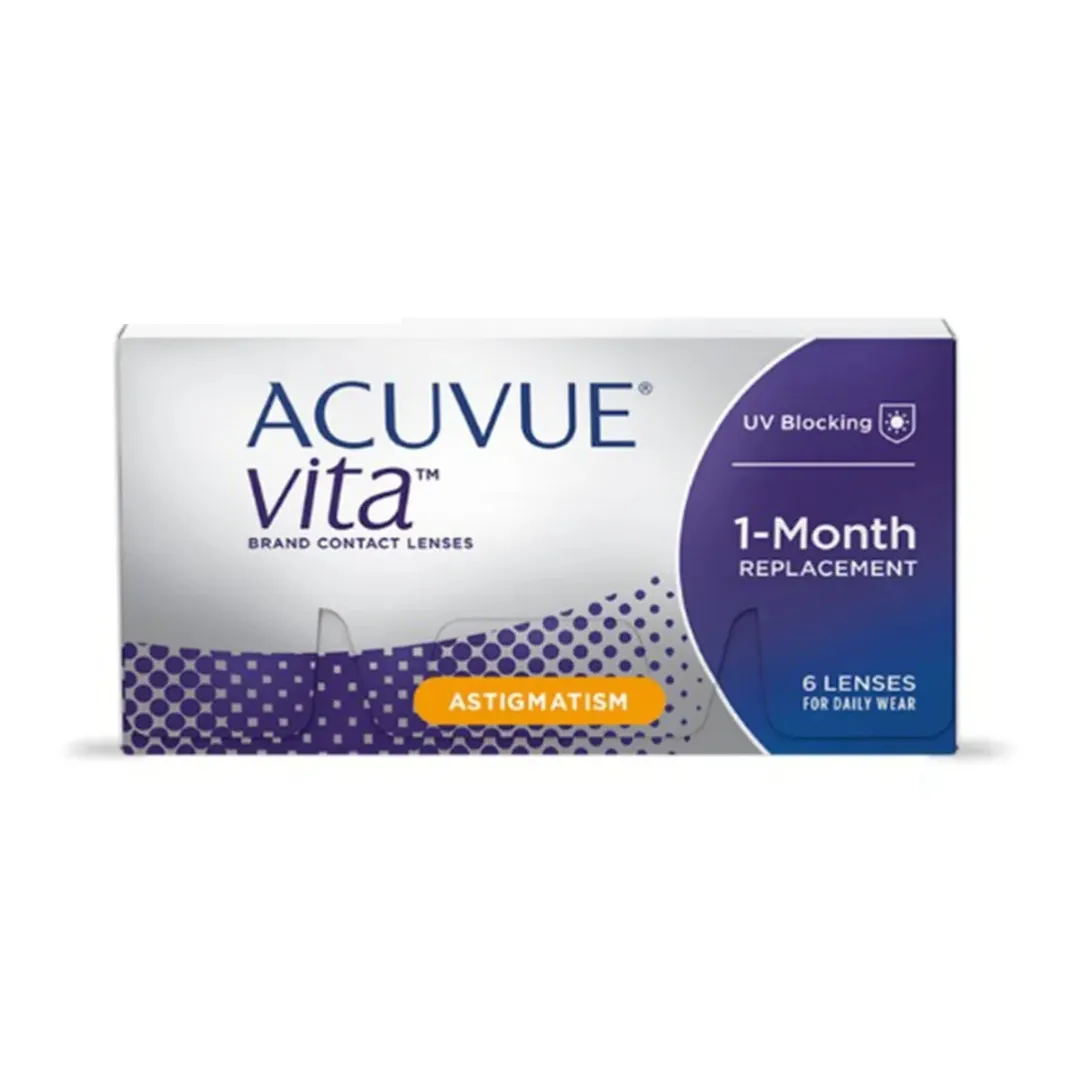 ACUVUE®
vita™
BRAND CONTACT LENSES
UV Blocking
1-Month
REPLACEMENT
ASTIGMATISM
6 LENSES
FOR DAILY WEAR